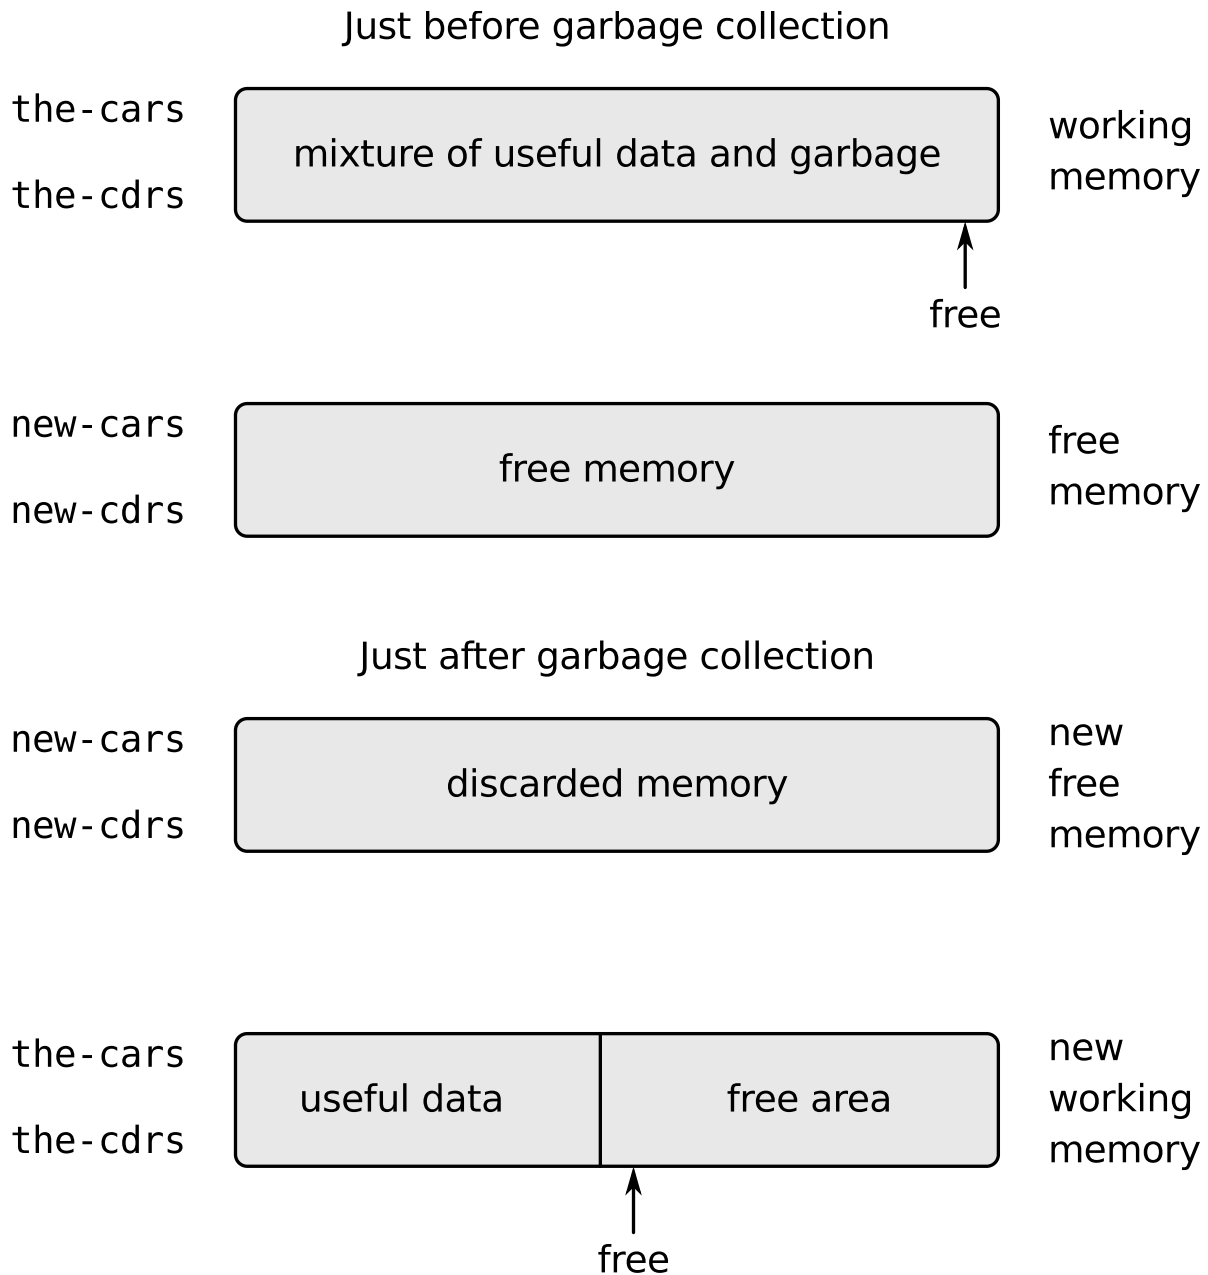 Just before garbage collection
the-cars
the-cdrs
mixture of useful data and garbage
working
memory
free
new-cars
new-cdrs
free memory
free
memory
Just after garbage collection
new-cars
new-cdrs
discarded memory
new
free
memory
the-cars
the-cdrs
useful data
free area
new
working
memory
free